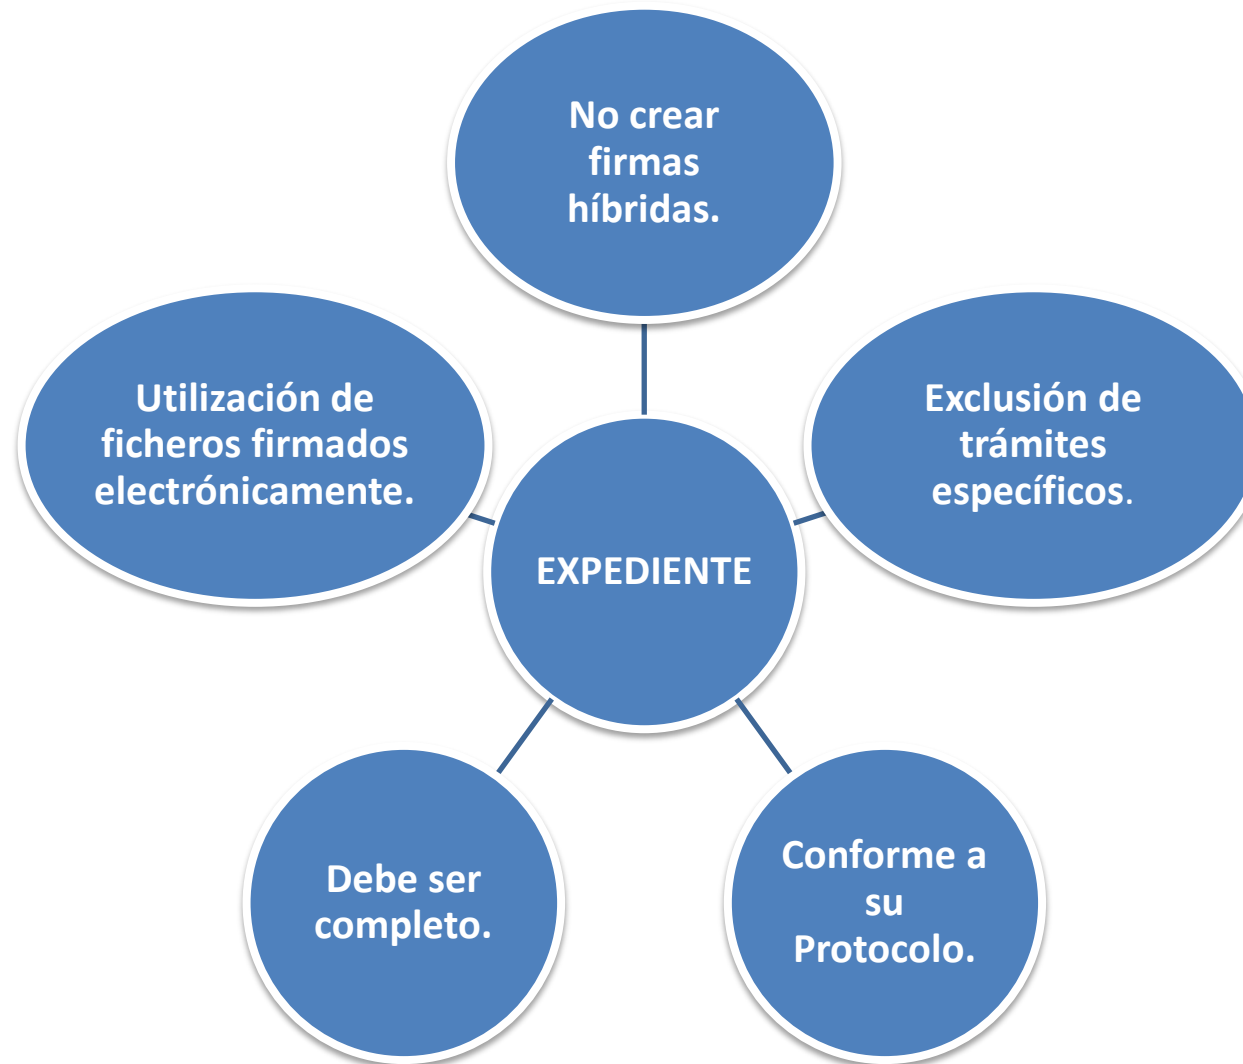 No crear
firmas
híbridas.
Utilización de
ficheros firmados
electrónicamente.
Exclusión de
trámites
específicos.
EXPEDIENTE
Debe ser
completo.
Conforme a
su
Protocolo.